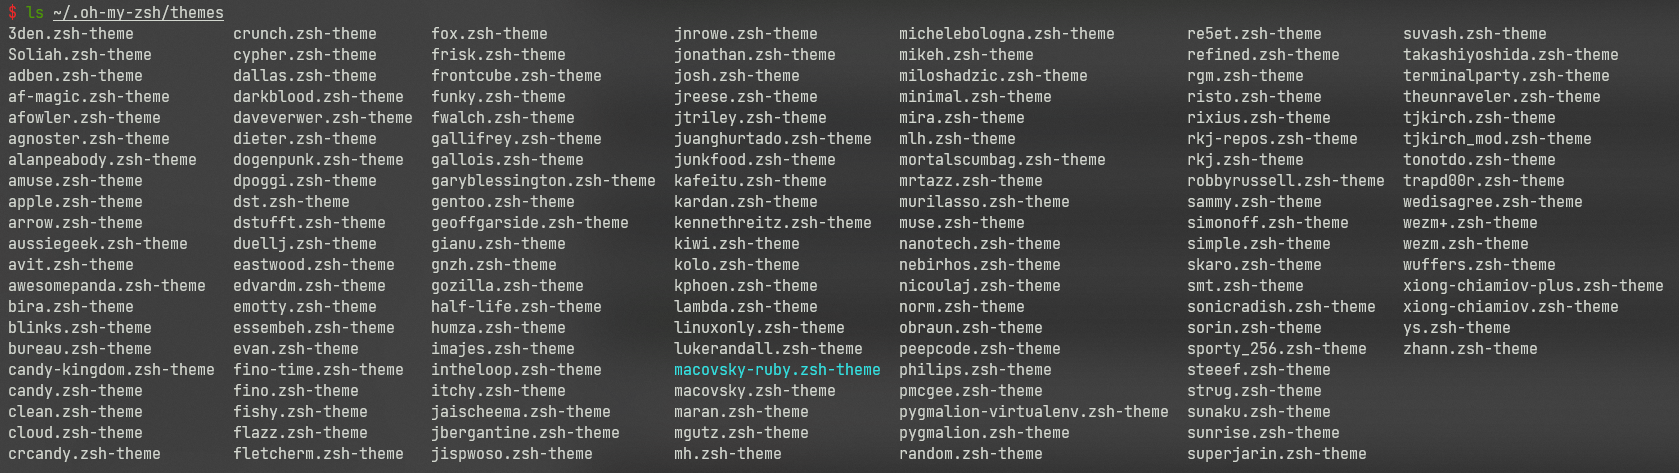 $ ls ~/.oh-my-zsh/themes
3den.zsh-theme crunch.zsh-theme fox.zsh-theme jnrowe.zsh-theme michelebologna.zsh-theme re5et.zsh-theme suvash.zsh-theme
Soliah.zsh-theme cypher.zsh-theme frisk.zsh-theme jonathan.zsh-theme mikeh.zsh-theme refined.zsh-theme takashiyoshida.zsh-theme
adben.zsh-theme dallas.zsh-theme frontcube.zsh-theme josh.zsh-theme miloshadzic.zsh-theme rgm.zsh-theme terminalparty.zsh-theme
af-magic.zsh-theme darkblood.zsh-theme funky.zsh-theme jreese.zsh-theme minimal.zsh-theme risto.zsh-theme theunraveler.zsh-theme
afowler.zsh-theme daveverwer.zsh-theme fwalch.zsh-theme jtriley.zsh-theme mira.zsh-theme rixius.zsh-theme tjkirch.zsh-theme
agnoster.zsh-theme dieter.zsh-theme gallifrey.zsh-theme juanghurtado.zsh-theme mlh.zsh-theme rkj-repos.zsh-theme tjkirch_mod.zsh-theme
alanpeabody.zsh-theme dogenpunk.zsh-theme gallois.zsh-theme junkfood.zsh-theme mortalscumbag.zsh-theme rkj.zsh-theme tonotdo.zsh-theme
amuse.zsh-theme dpoggi.zsh-theme garyblessington.zsh-theme kafeitu.zsh-theme mrtazz.zsh-theme robbyrussell.zsh-theme trapd00r.zsh-theme
apple.zsh-theme dst.zsh-theme gentoo.zsh-theme kardan.zsh-theme murilasso.zsh-theme sammy.zsh-theme wedisagree.zsh-theme
arrow.zsh-theme dstufft.zsh-theme geoffgarside.zsh-theme kennethreitz.zsh-theme muse.zsh-theme simonoff.zsh-theme wezm+.zsh-theme
aussiegeek.zsh-theme duellj.zsh-theme gianu.zsh-theme kiwi.zsh-theme nanotech.zsh-theme simple.zsh-theme wezm.zsh-theme
avit.zsh-theme eastwood.zsh-theme gnzh.zsh-theme kolo.zsh-theme nebirhos.zsh-theme skaro.zsh-theme wuffers.zsh-theme
awesomepanda.zsh-theme edvardm.zsh-theme gozilla.zsh-theme kphoen.zsh-theme nicoulaj.zsh-theme smt.zsh-theme xiong-chiamiov-plus.zsh-theme
bira.zsh-theme emotty.zsh-theme half-life.zsh-theme lambda.zsh-theme norm.zsh-theme sonicradish.zsh-theme xiong-chiamiov.zsh-theme
blinks.zsh-theme essembeh.zsh-theme humza.zsh-theme linuxonly.zsh-theme obraun.zsh-theme sorin.zsh-theme ys.zsh-theme
bureau.zsh-theme evan.zsh-theme imajes.zsh-theme lukerandall.zsh-theme peepcode.zsh-theme sporty_256.zsh-theme zhann.zsh-theme
candy-kingdom.zsh-theme fino-time.zsh-theme intheloop.zsh-theme macovsky-ruby.zsh-theme philips.zsh-theme steeef.zsh-theme
candy.zsh-theme fino.zsh-theme itchy.zsh-theme macovsky.zsh-theme pmcgee.zsh-theme strug.zsh-theme
clean.zsh-theme fishy.zsh-theme jaischeema.zsh-theme maran.zsh-theme pygmalion-virtualenv.zsh-theme sunaku.zsh-theme
cloud.zsh-theme flazz.zsh-theme jbergantine.zsh-theme mgutz.zsh-theme pygmalion.zsh-theme sunrise.zsh-theme
crcandy.zsh-theme fletcherm.zsh-theme jispwoso.zsh-theme mh.zsh-theme random.zsh-theme superjarin.zsh-theme